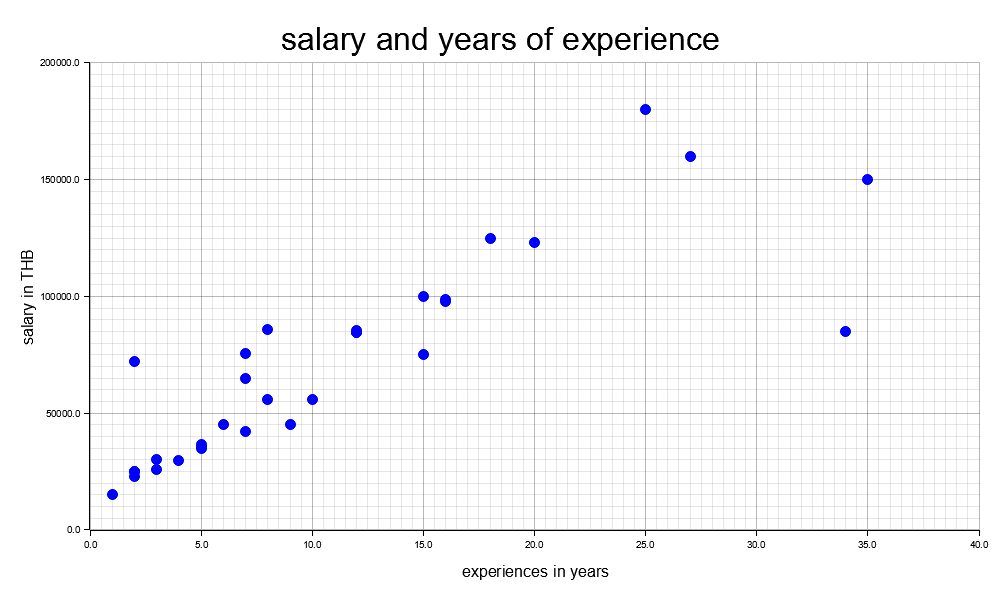 salary and years of experience
200000.0
150000.0
100000.0
50000.0
0.0
salary in THB
0.0 5.0 10.0 15.0 20.0 25.0 30.0 35.0 40.0
experiences in years